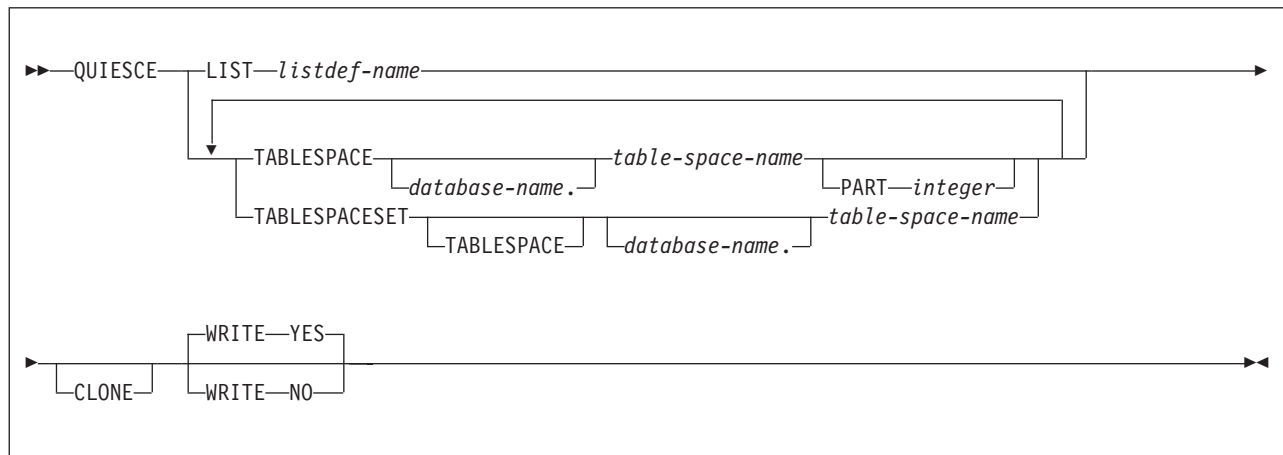 QUIESCE LIST listdef-name
TABLESPACE table-space-name
database-name. PART integer
TABLESPACESET table-space-name
TABLESPACE database-name.
WRITE YES
CLONE WRITE NO